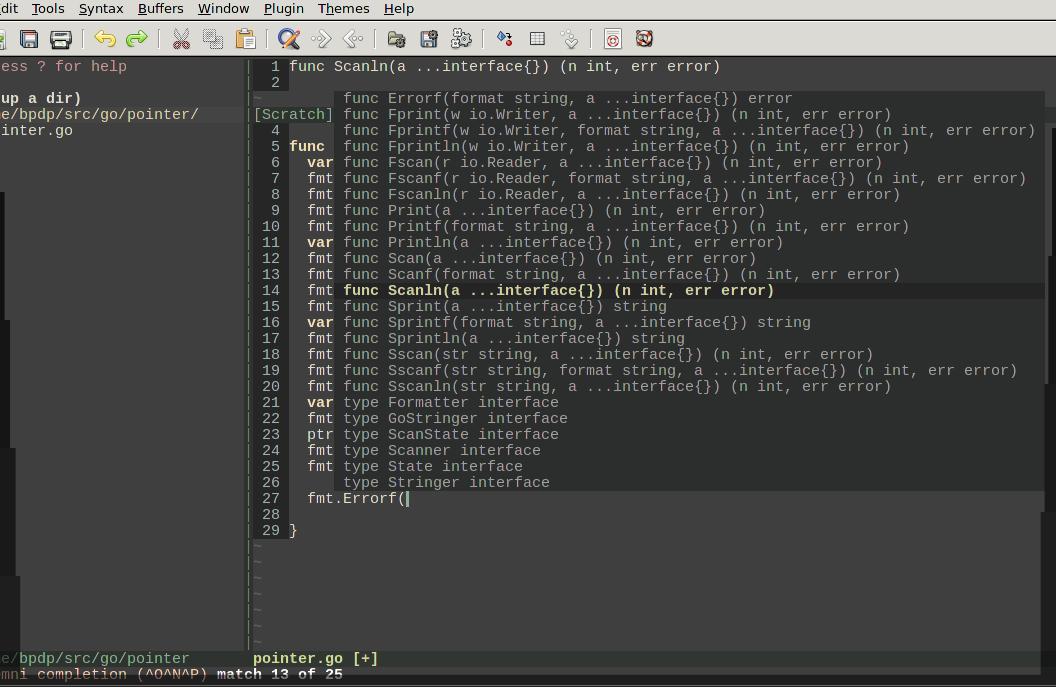 dit Tools Syntax Buffers Window Plugin Themes Help
ess ? for help
up a dir)
e/bpdp/src/go/pointer/
inter.go
1 func Scanln(a ...interface{}) (n int, err error)
2
~ func Errorf(format string, a ...interface{}) error
[Scratch] func Fprint(w io.Writer, a ...interface{}) (n int, err error)
4 func Fprintf(w io.Writer, format string, a ...interface{}) (n int, err error)
5 func func Fprintln(w io.Writer, a ...interface{}) (n int, err error)
6 var func Fscan(r io.Reader, a ...interface{}) (n int, err error)
7 fmt func Fscanf(r io.Reader, format string, a ...interface{}) (n int, err error)
8 fmt func Fscanln(r io.Reader, a ...interface{}) (n int, err error)
9 fmt func Print(a ...interface{}) (n int, err error)
10 fmt func Printf(format string, a ...interface{}) (n int, err error)
11 var func Println(a ...interface{}) (n int, err error)
12 fmt func Scan(a ...interface{}) (n int, err error)
13 fmt func Scanf(format string, a ...interface{}) (n int, err error)
14 fmt func Scanln(a ...interface{}) (n int, err error)
15 fmt func Sprint(a ...interface{}) string
16 var func Sprintf(format string, a ...interface{}) string
17 fmt func Sprintln(a ...interface{}) string
18 fmt func Sscan(str string, a ...interface{}) (n int, err error)
19 fmt func Sscanf(str string, format string, a ...interface{}) (n int, err error)
20 fmt func Sscanln(str string, a ...interface{}) (n int, err error)
21 var type Formatter interface
22 fmt type GoStringer interface
23 ptr type ScanState interface
24 fmt type Scanner interface
25 fmt type State interface
26 type Stringer interface
27 fmt.Errorf(
28
29 }
~
~
~
~
~
~
~
e/bpdp/src/go/pointer pointer.go [+]
mni completion (^O^N^P) match 13 of 25